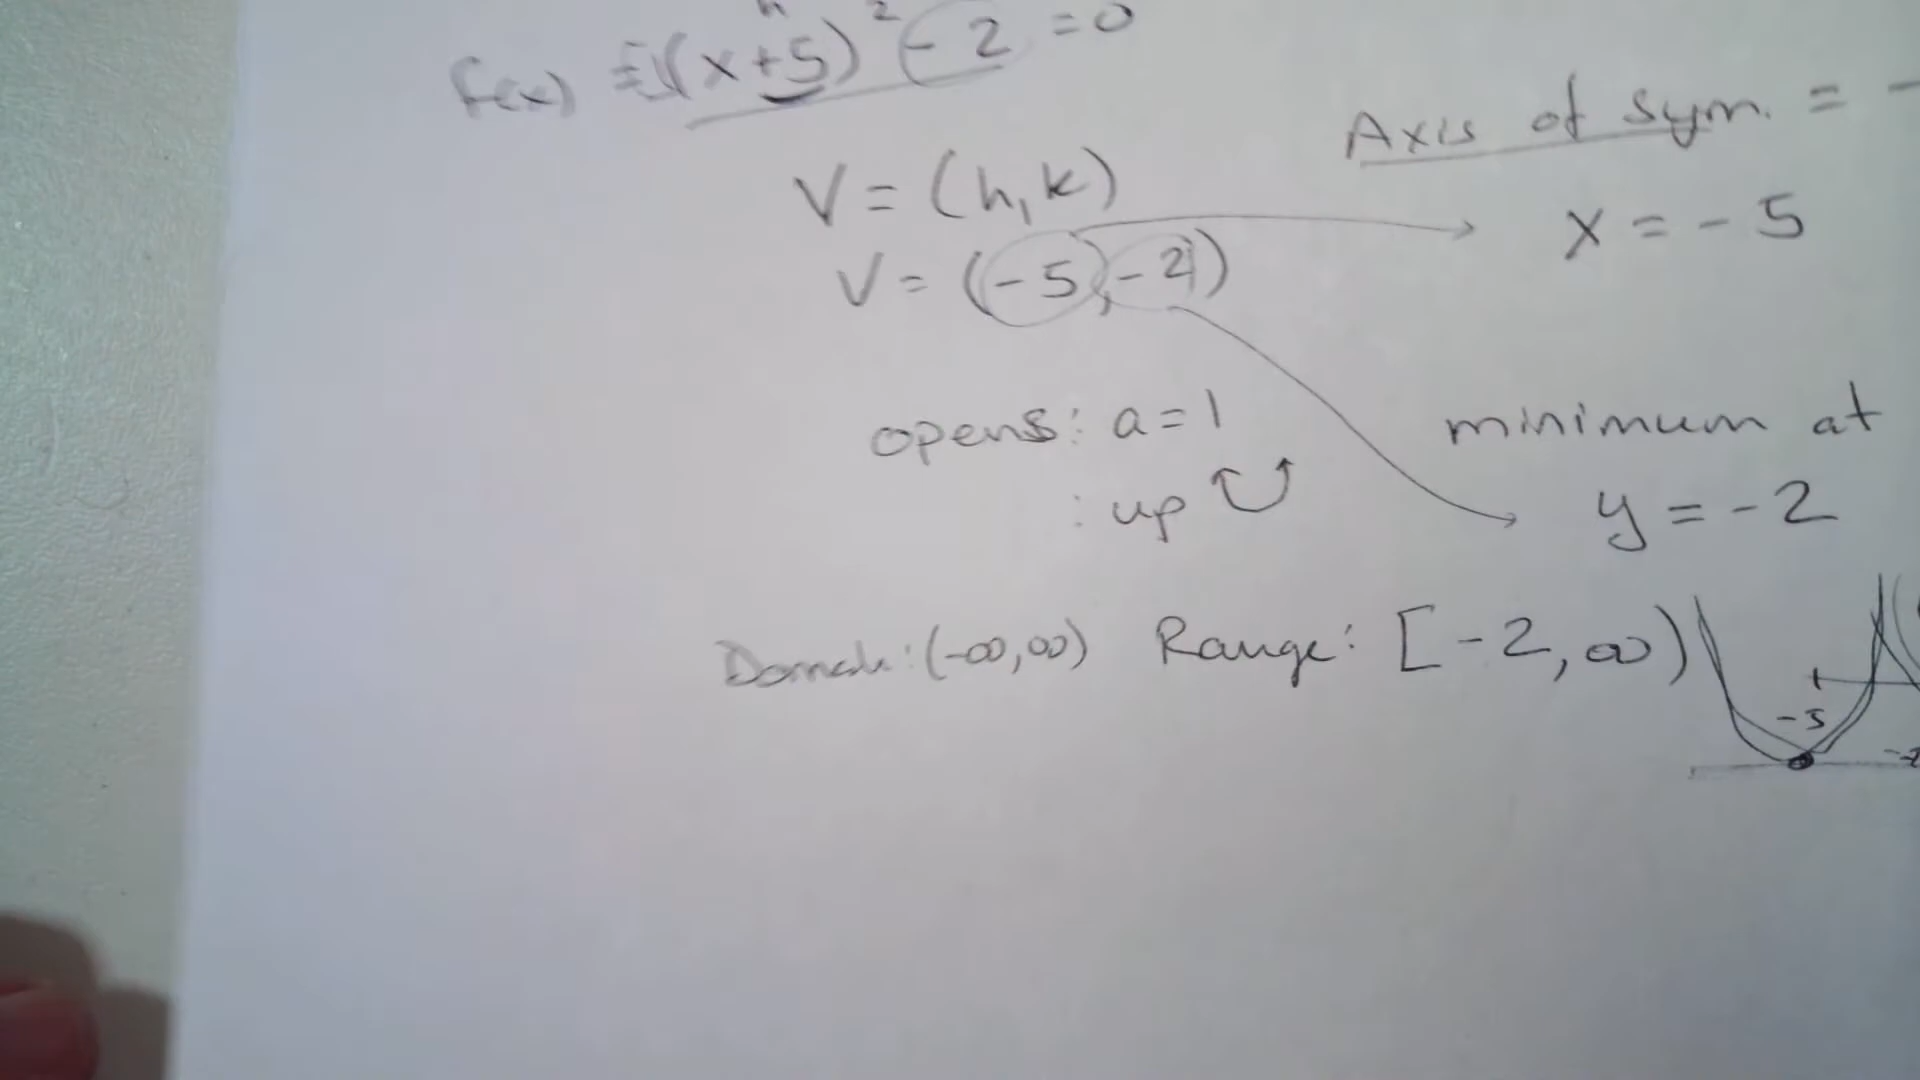 f(x) = 1(x+5)² - 2 = 0
Axis of sym. = -
V = (h, k)
x = -5
V = (-5, -2)
opens: a = 1
minimum at
: up
y = -2
Domain: (-∞, ∞) Range: [-2, ∞)
-5